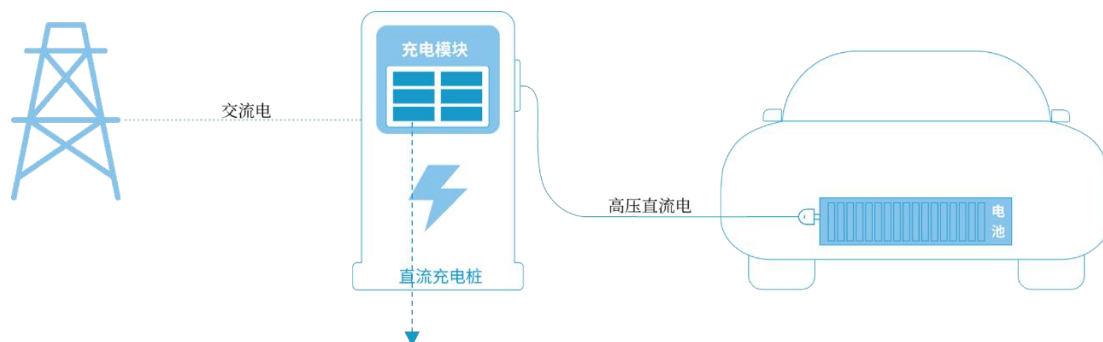 充电模块
交流电
高压直流电
电
池
直流充电桩